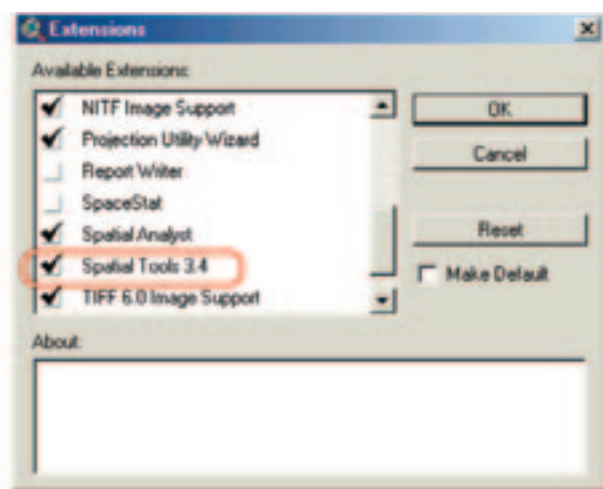 Extensions
Available Extensions:
NITF Image Support
Projection Utility Wizard
Report Writer
SpaceStat
Spatial Analyst
Spatial Tools 3.4
TIFF 6.0 Image Support
OK
Cancel
Reset
Make Default
About: